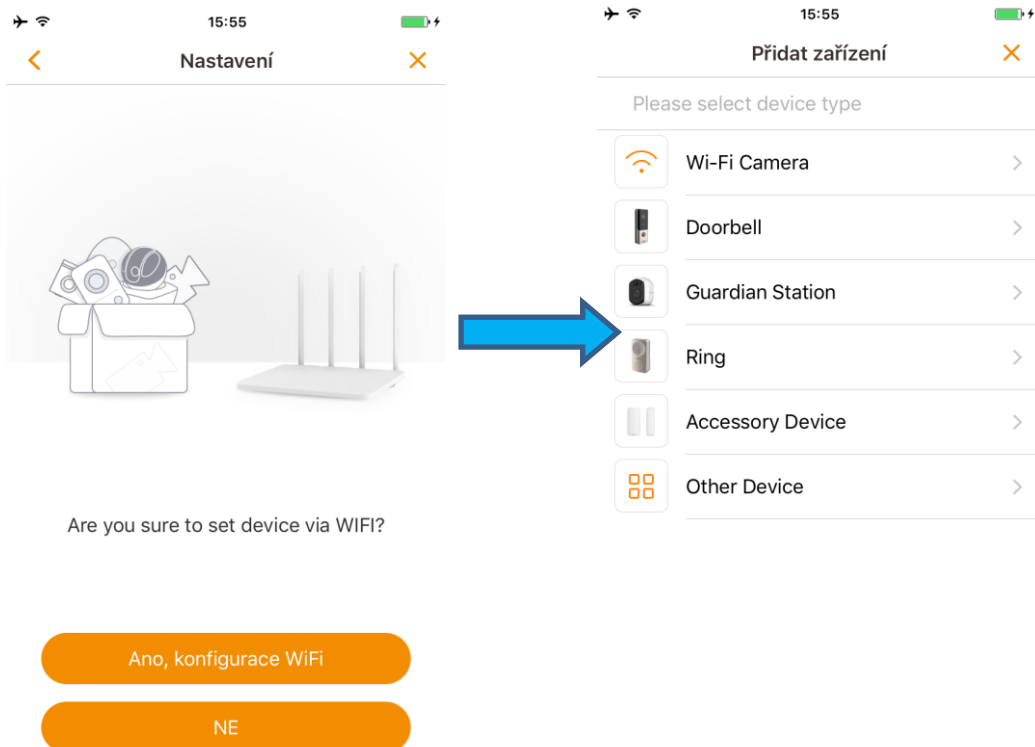 15:55
Nastavení
Are you sure to set device via WIFI?
Ano, konfigurace WiFi
NE
15:55
Přidat zařízení
Please select device type
Wi-Fi Camera
Doorbell
Guardian Station
Ring
Accessory Device
Other Device